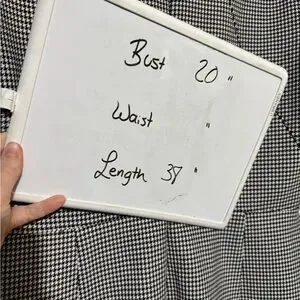 Bust 20 "
Waist "
Length 37 "